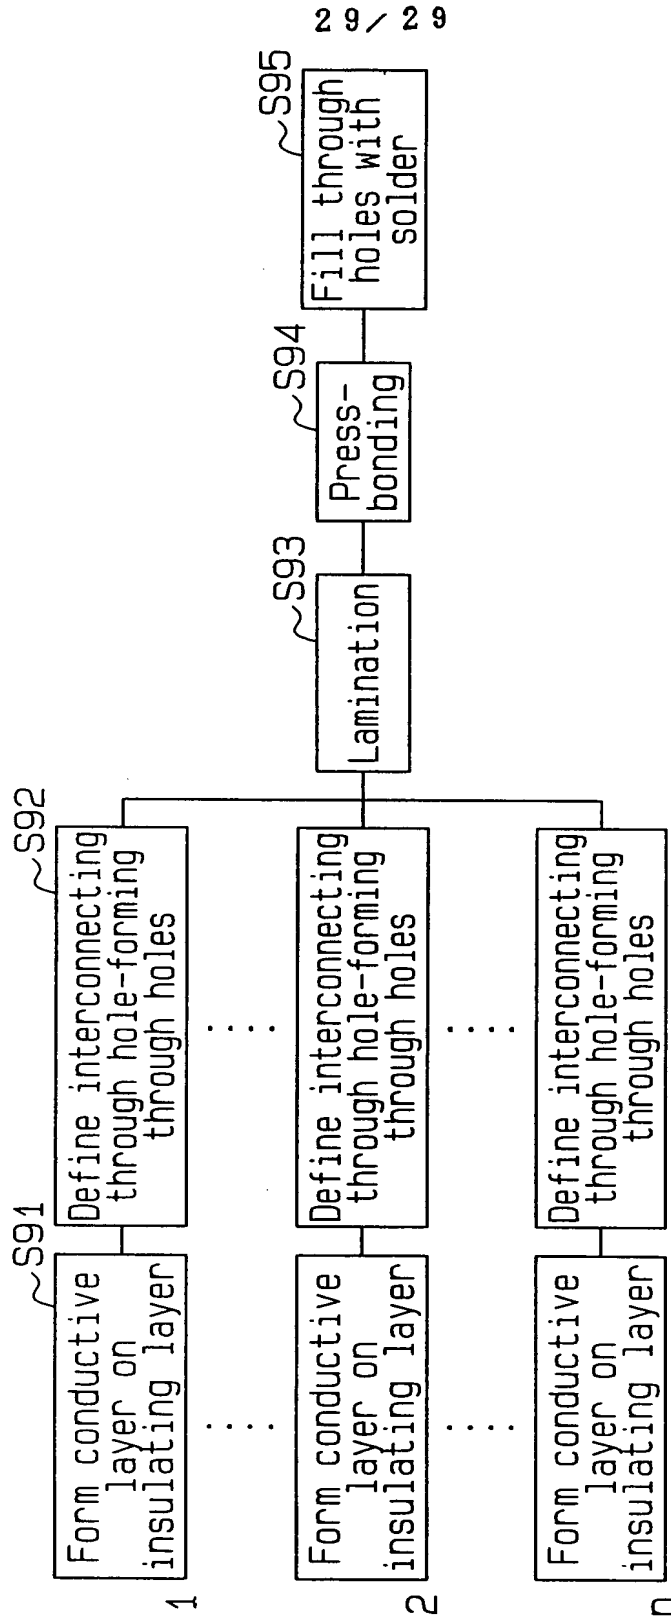 29/29
S91
Form conductive
layer on
insulating layer
S92
Define interconnecting
through hole-forming
through holes
1
Form conductive
layer on
insulating layer
Define interconnecting
through hole-forming
through holes
2
Form conductive
layer on
insulating layer
Define interconnecting
through hole-forming
through holes
n
S93
Lamination
S94
Press-
bonding
S95
Fill through
holes with
solder